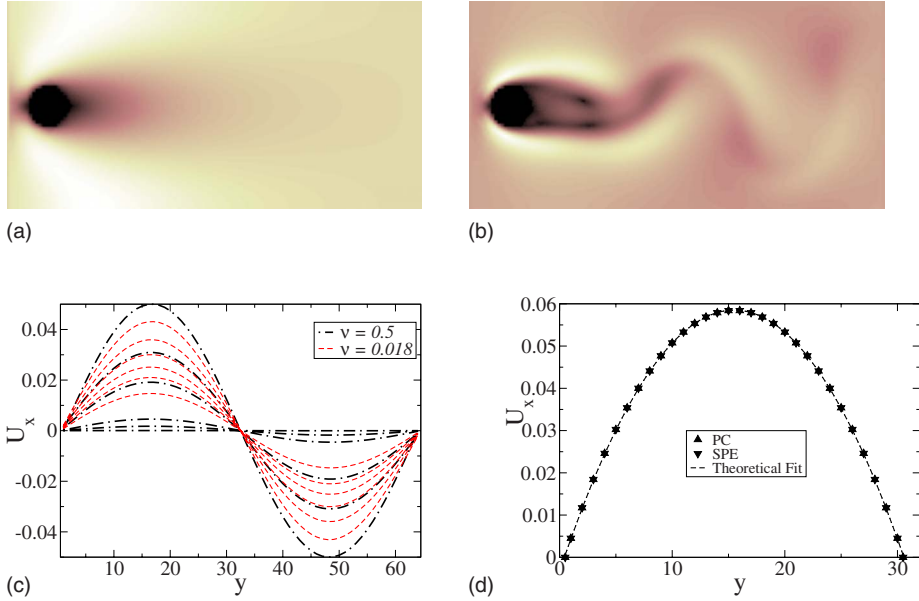 (a)
(b)
0.04
0.02
0
-0.02
-0.04
U_x
ν = 0.5
ν = 0.018
10 20 30 40 50 60
y
(c)
0.06
0.05
0.04
0.03
0.02
0.01
0
U_x
PC
SPE
Theoretical Fit
0 10 20 30
y
(d)